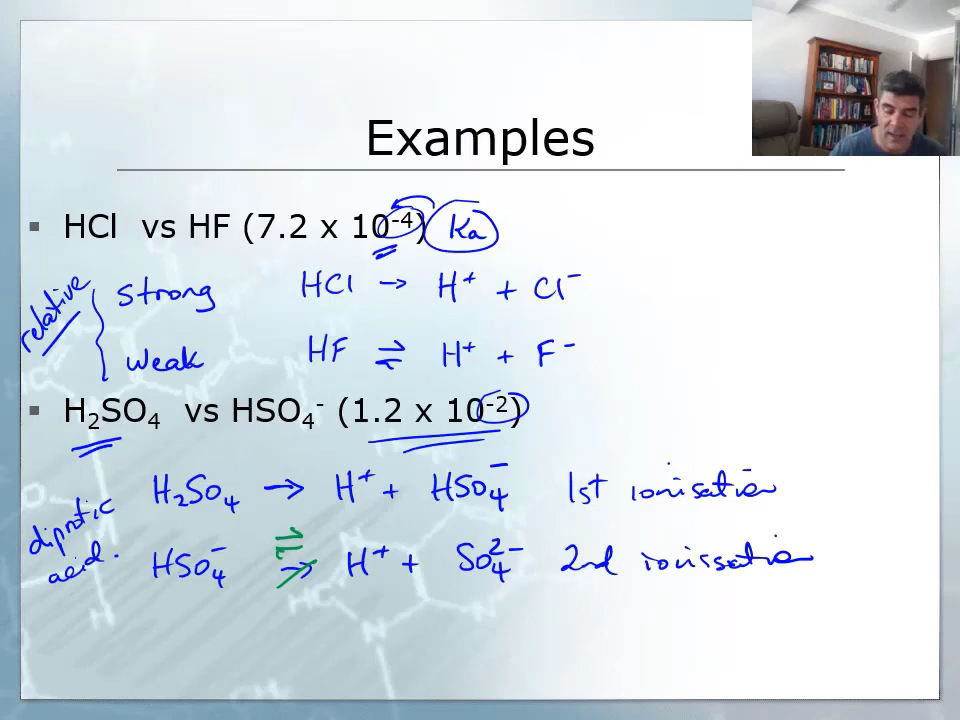 Examples
▪ HCl vs HF (7.2 x 10⁻⁴) Ka
relative
strong HCl → H⁺ + Cl⁻
weak HF ⇌ H⁺ + F⁻
▪ H₂SO₄ vs HSO₄⁻ (1.2 x 10⁻²)
diprotic acid.
H₂SO₄ → H⁺ + HSO₄⁻ 1st ionisation
⇌
HSO₄⁻ → H⁺ + SO₄²⁻ 2nd ionissation